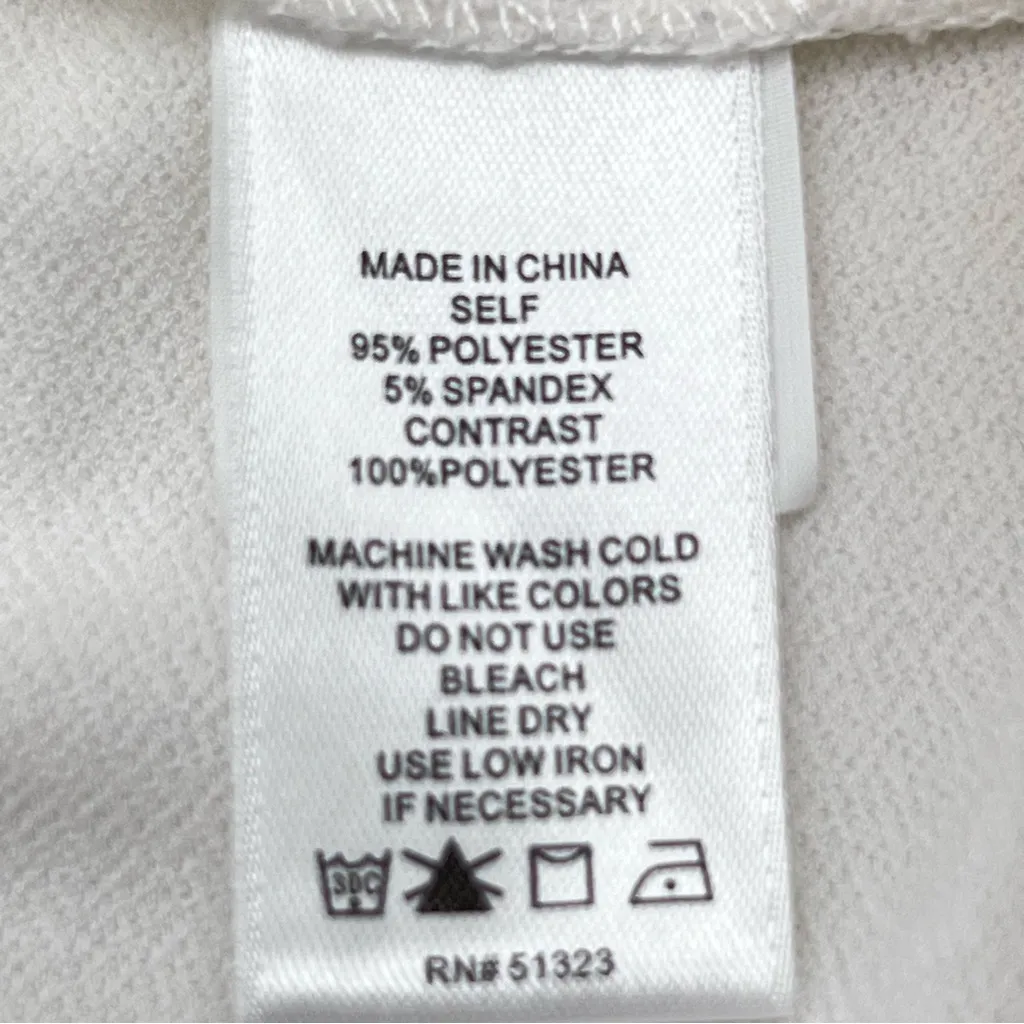 MADE IN CHINA
SELF
95% POLYESTER
5% SPANDEX
CONTRAST
100%POLYESTER
MACHINE WASH COLD
WITH LIKE COLORS
DO NOT USE
BLEACH
LINE DRY
USE LOW IRON
IF NECESSARY
30C
RN# 51323